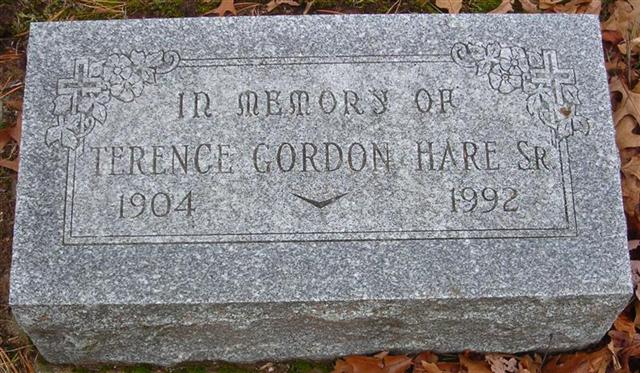 IN MEMORY OF
TERENCE GORDON HARE SR
1904 1992